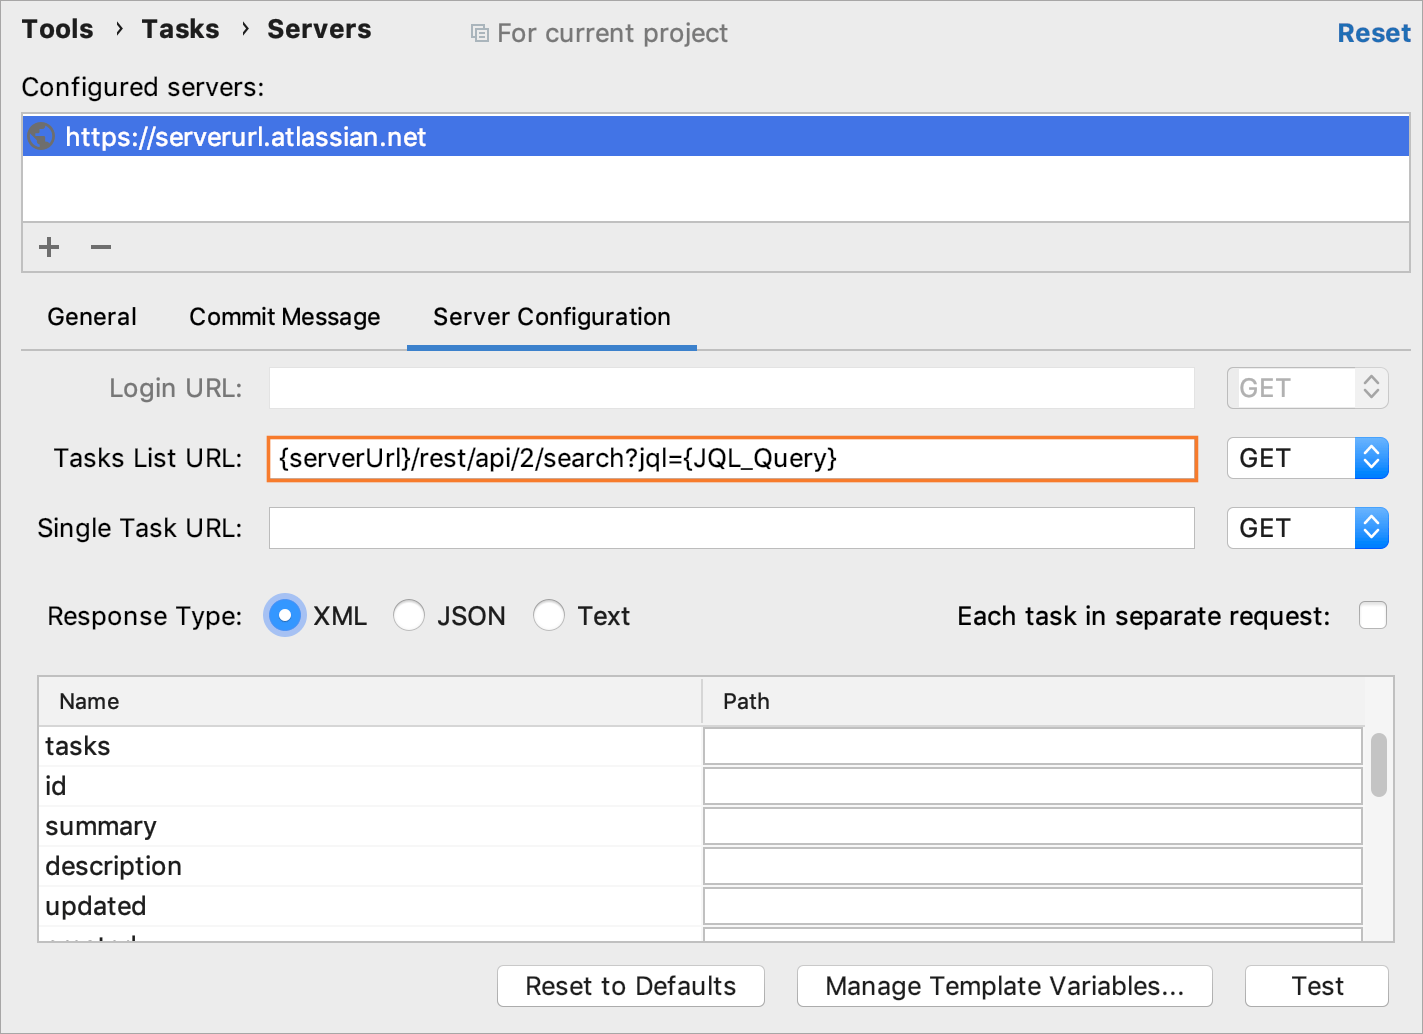 Tools › Tasks › Servers
For current project
Reset
Configured servers:
https://serverurl.atlassian.net
General Commit Message Server Configuration
Login URL: GET
Tasks List URL: {serverUrl}/rest/api/2/search?jql={JQL_Query} GET
Single Task URL: GET
Response Type: XML JSON Text Each task in separate request:
Name Path
tasks
id
summary
description
updated
Reset to Defaults Manage Template Variables... Test